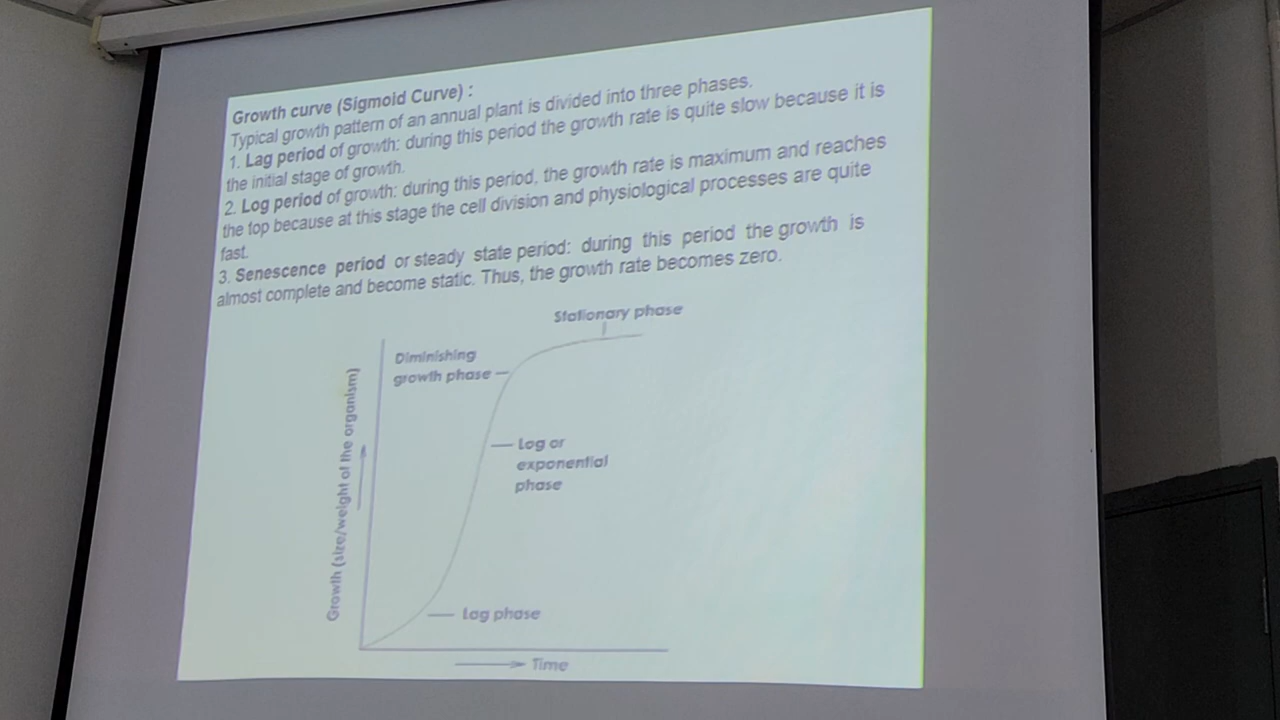 Growth curve (Sigmoid Curve) :
Typical growth pattern of an annual plant is divided into three phases.
1. Lag period of growth: during this period the growth rate is quite slow because it is
the initial stage of growth.
2. Log period of growth: during this period, the growth rate is maximum and reaches
the top because at this stage the cell division and physiological processes are quite
fast.
3. Senescence period or steady state period: during this period the growth is
almost complete and become static. Thus, the growth rate becomes zero.
Stationary phase
Diminishing
growth phase
Log or
exponential
phase
Lag phase
Growth (size/weight of the organism)
Time